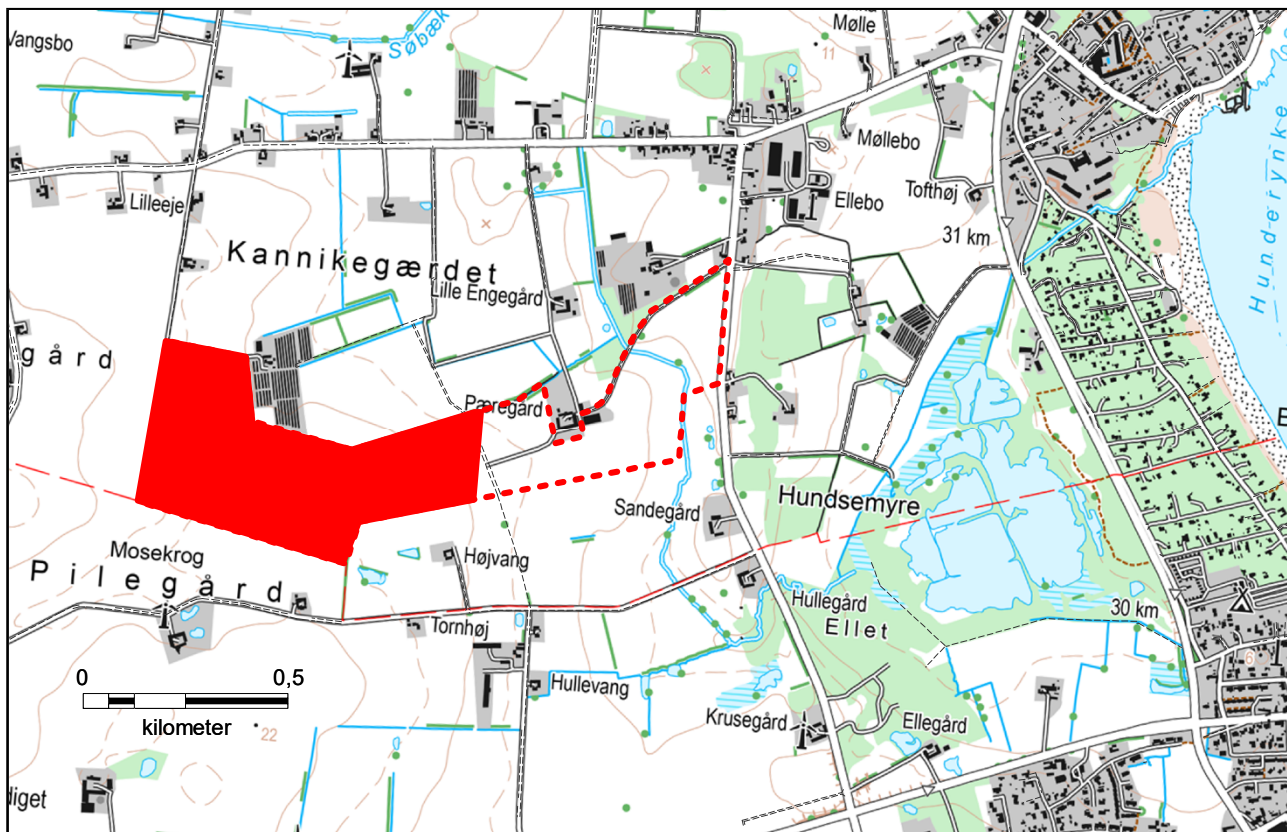 Vangsbo
Søbæk
Mølle
11
Møllebo
Lilleeje
Ellebo
Tofthøj
31 km
Kannikegærdet
Lille Engegård
gård
Pæregård
Sandegård
Hundsemyre
Mosekrog
Højvang
Pilegård
Tornhøj
Hullegård
Ellet
30 km
0 0,5
kilometer
22
Hullevang
Krusegård
Ellegård
6
diget